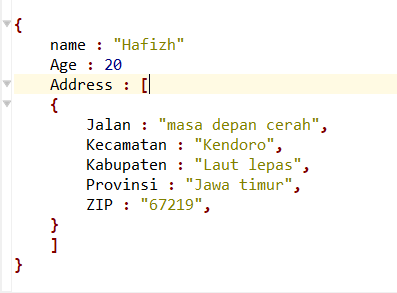 {
name : "Hafizh"
Age : 20
Address : [
{
Jalan : "masa depan cerah",
Kecamatan : "Kendoro",
Kabupaten : "Laut lepas",
Provinsi : "Jawa timur",
ZIP : "67219",
}
]
}